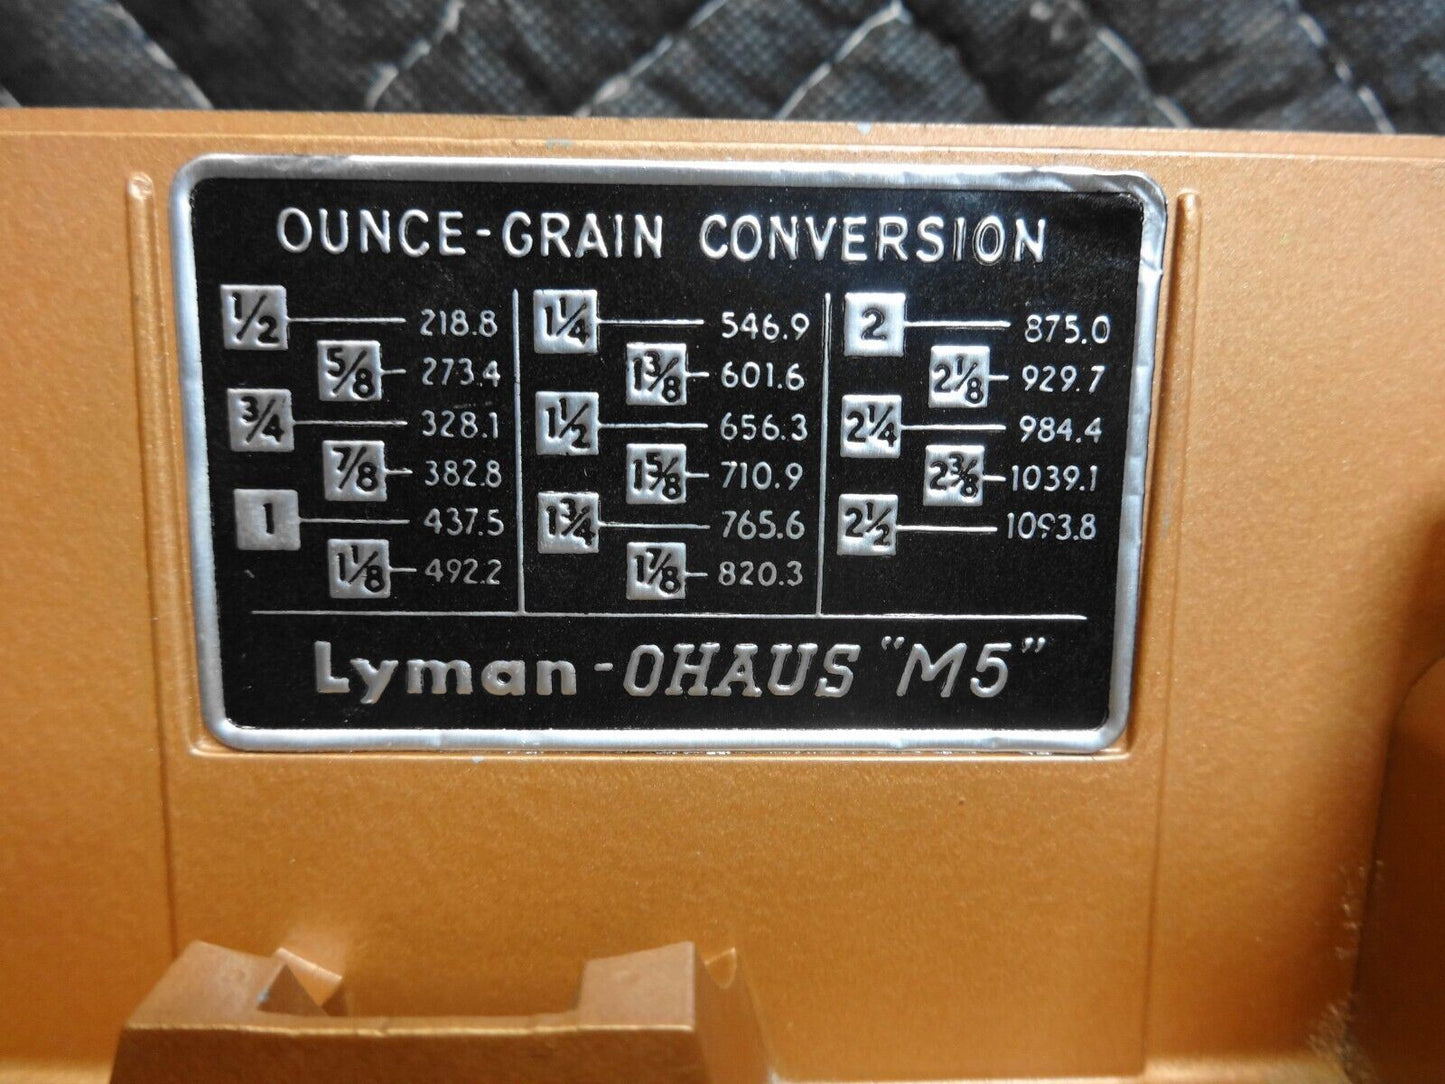 OUNCE-GRAIN CONVERSION
1/2 218.8
5/8 273.4
3/4 328.1
7/8 382.8
1 437.5
1 1/8 492.2
1 1/4 546.9
1 3/8 601.6
1 1/2 656.3
1 5/8 710.9
1 3/4 765.6
1 7/8 820.3
2 875.0
2 1/8 929.7
2 1/4 984.4
2 3/8 1039.1
2 1/2 1093.8
Lyman - OHAUS "M5"